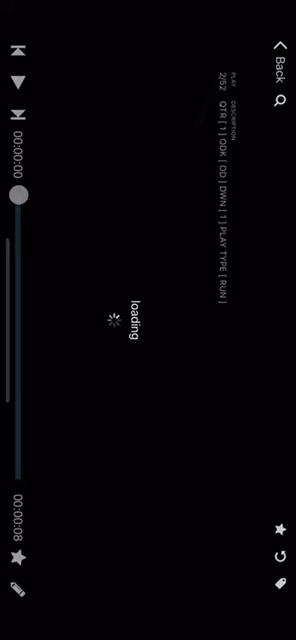 Back
PLAY DESCRIPTION
2/52 QTR [ 1 ] ODK [ OD ] DWN [ 1 ] PLAY TYPE [ RUN ]
loading
00:00:00 00:00:08